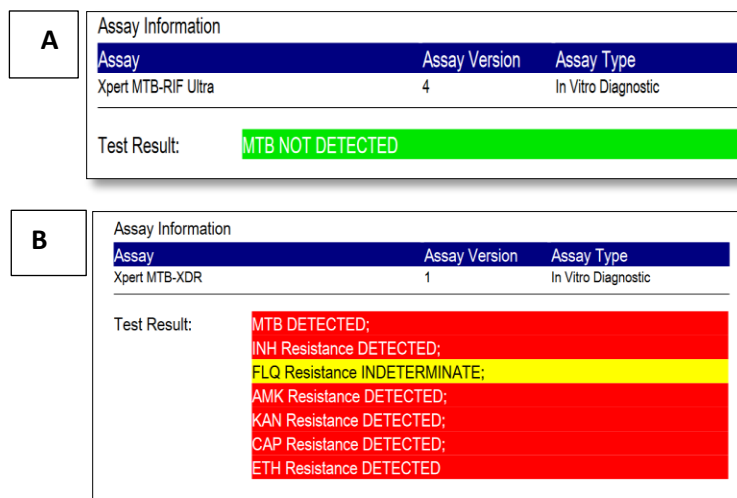 A
Assay Information
Assay Assay Version Assay Type
Xpert MTB-RIF Ultra 4 In Vitro Diagnostic
Test Result: MTB NOT DETECTED
B
Assay Information
Assay Assay Version Assay Type
Xpert MTB-XDR 1 In Vitro Diagnostic
Test Result: MTB DETECTED;
INH Resistance DETECTED;
FLQ Resistance INDETERMINATE;
AMK Resistance DETECTED;
KAN Resistance DETECTED;
CAP Resistance DETECTED;
ETH Resistance DETECTED